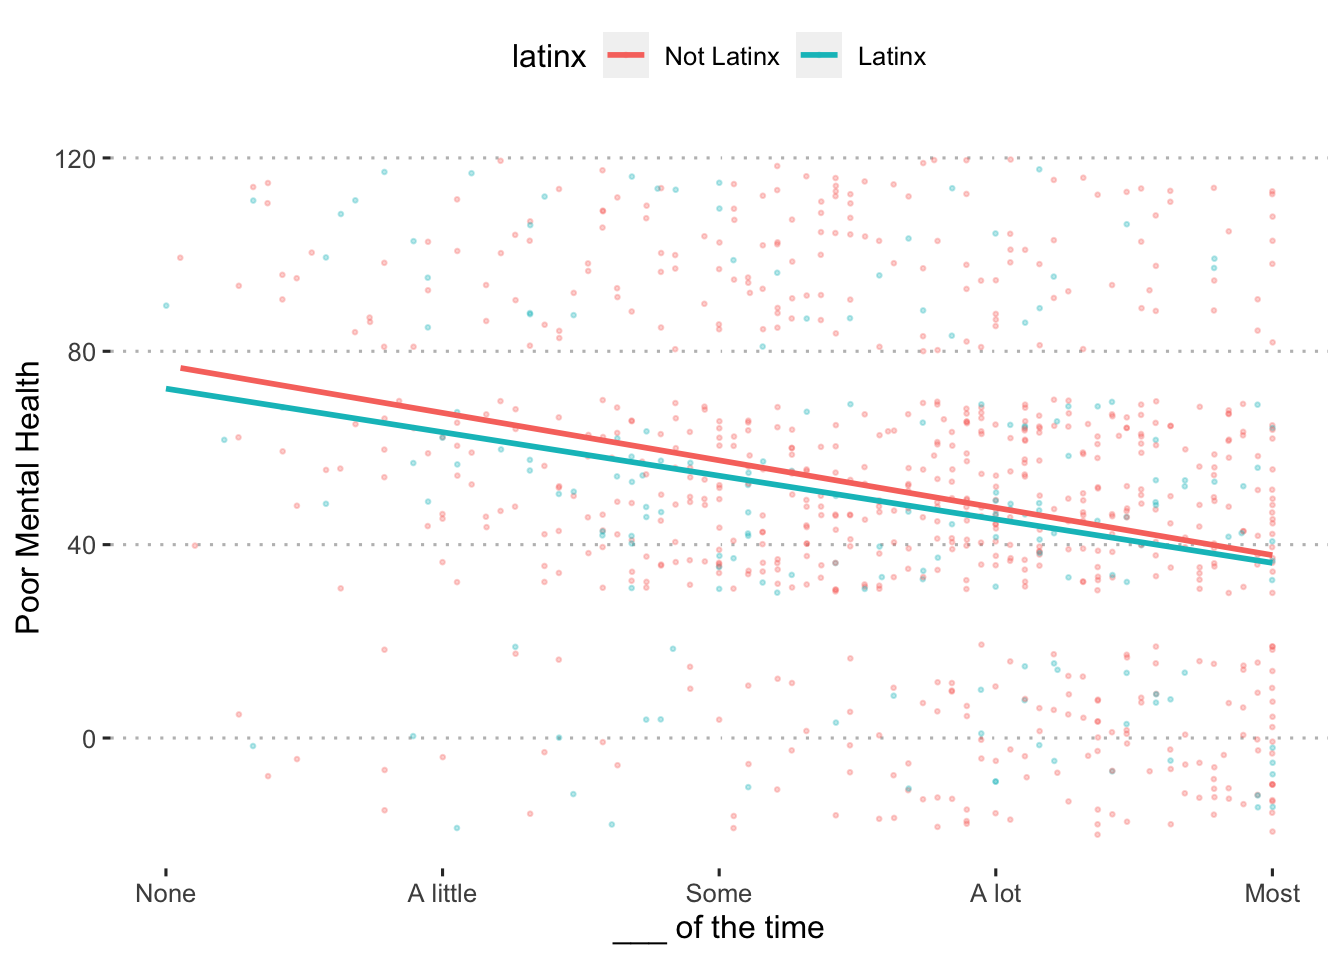 latinx Not Latinx Latinx
120
80
40
0
Poor Mental Health
None A little Some A lot Most
___ of the time